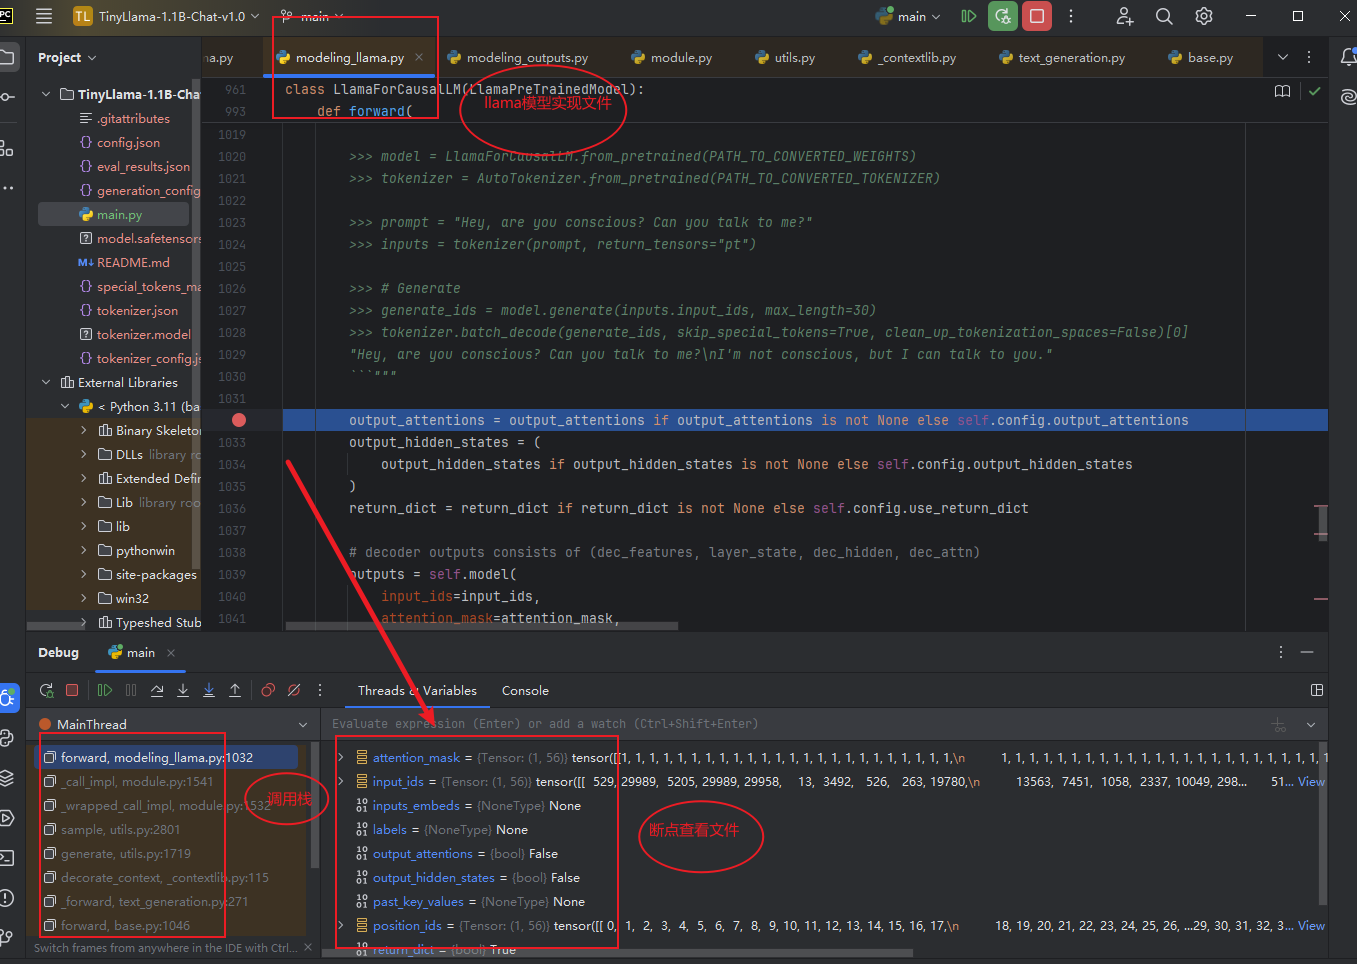 PC
TL TinyLlama-1.1B-Chat-v1.0 main
main
Project
na.py modeling_llama.py modeling_outputs.py module.py utils.py _contextlib.py text_generation.py base.py
TinyLlama-1.1B-Cha
.gitattributes
config.json
eval_results.json
generation_config
main.py
model.safetensors
README.md
special_tokens_ma
tokenizer.json
tokenizer.model
tokenizer_config.js
External Libraries
< Python 3.11 (ba
Binary Skeleto
DLLs library ro
Extended Defin
Lib library roo
lib
pythonwin
site-packages
win32
Typeshed Stub
961 class LlamaForCausalLM(LlamaPreTrainedModel):
993 def forward(
llama模型实现文件
1019
1020 >>> model = LlamaForCausalLM.from_pretrained(PATH_TO_CONVERTED_WEIGHTS)
1021 >>> tokenizer = AutoTokenizer.from_pretrained(PATH_TO_CONVERTED_TOKENIZER)
1022
1023 >>> prompt = "Hey, are you conscious? Can you talk to me?"
1024 >>> inputs = tokenizer(prompt, return_tensors="pt")
1025
1026 >>> # Generate
1027 >>> generate_ids = model.generate(inputs.input_ids, max_length=30)
1028 >>> tokenizer.batch_decode(generate_ids, skip_special_tokens=True, clean_up_tokenization_spaces=False)[0]
1029 "Hey, are you conscious? Can you talk to me?\nI'm not conscious, but I can talk to you."
1030 ```"""
1031
output_attentions = output_attentions if output_attentions is not None else self.config.output_attentions
1033 output_hidden_states = (
1034 output_hidden_states if output_hidden_states is not None else self.config.output_hidden_states
1035 )
1036 return_dict = return_dict if return_dict is not None else self.config.use_return_dict
1037
1038 # decoder outputs consists of (dec_features, layer_state, dec_hidden, dec_attn)
1039 outputs = self.model(
1040 input_ids=input_ids,
1041 attention_mask=attention_mask,
Debug main
Threads & Variables Console
MainThread
Evaluate expression (Enter) or add a watch (Ctrl+Shift+Enter)
forward, modeling_llama.py:1032
_call_impl, module.py:1541
_wrapped_call_impl, module.py:1532
sample, utils.py:2801
generate, utils.py:1719
decorate_context, _contextlib.py:115
_forward, text_generation.py:271
forward, base.py:1046
Switch frames from anywhere in the IDE with Ctrl...
调用栈
attention_mask = {Tensor: (1, 56)} tensor([[1, 1, 1, 1, 1, 1, 1, 1, 1, 1, 1, 1, 1, 1, 1, 1, 1, 1, 1, 1, 1, 1, 1, 1,\n 1, 1, 1, 1, 1, 1, 1, 1, 1, 1, 1, 1, 1, 1, 1, 1, 1, 1, 1, 1, 1, 1, 1, 1,
input_ids = {Tensor: (1, 56)} tensor([[ 529, 29989, 5205, 29989, 29958, 13, 3492, 526, 263, 19780,\n 13563, 7451, 1058, 2337, 10049, 298... 51... View
inputs_embeds = {NoneType} None
labels = {NoneType} None
output_attentions = {bool} False
output_hidden_states = {bool} False
past_key_values = {NoneType} None
position_ids = {Tensor: (1, 56)} tensor([[ 0, 1, 2, 3, 4, 5, 6, 7, 8, 9, 10, 11, 12, 13, 14, 15, 16, 17,\n 18, 19, 20, 21, 22, 23, 24, 25, 26, ...29, 30, 31, 32, 3... View
return_dict = {bool} True
断点查看文件